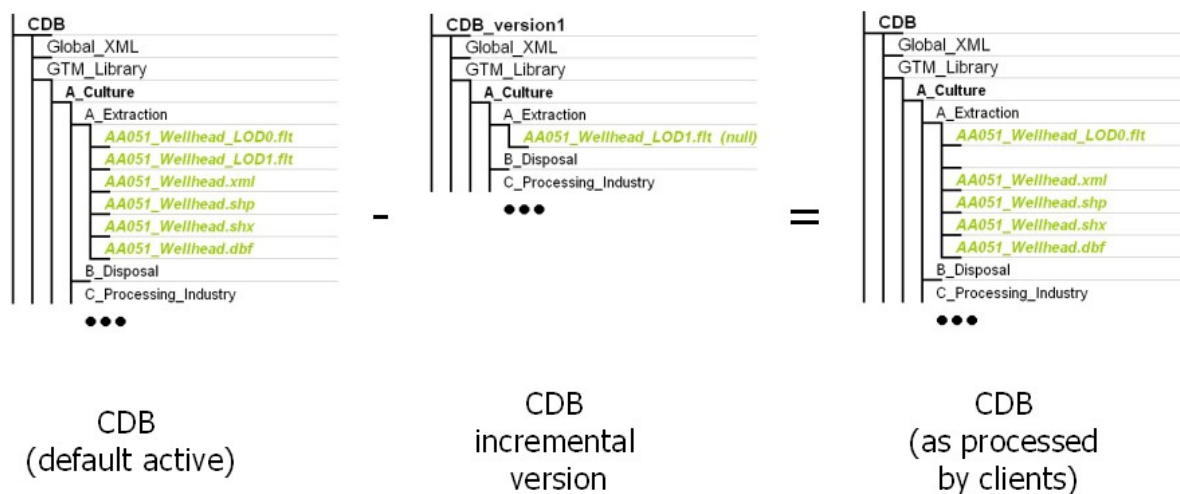 CDB
Global_XML
GTM_Library
A_Culture
A_Extraction
AA051_Wellhead_LOD0.flt
AA051_Wellhead_LOD1.flt
AA051_Wellhead.xml
AA051_Wellhead.shp
AA051_Wellhead.shx
AA051_Wellhead.dbf
B_Disposal
C_Processing_Industry
●●●
CDB
(default active)
-
CDB_version1
Global_XML
GTM_Library
A_Culture
A_Extraction
AA051_Wellhead_LOD1.flt (null)
B_Disposal
C_Processing_Industry
●●●
CDB
incremental
version
=
CDB
Global_XML
GTM_Library
A_Culture
A_Extraction
AA051_Wellhead_LOD0.flt
AA051_Wellhead.xml
AA051_Wellhead.shp
AA051_Wellhead.shx
AA051_Wellhead.dbf
B_Disposal
C_Processing_Industry
●●●
CDB
(as processed
by clients)